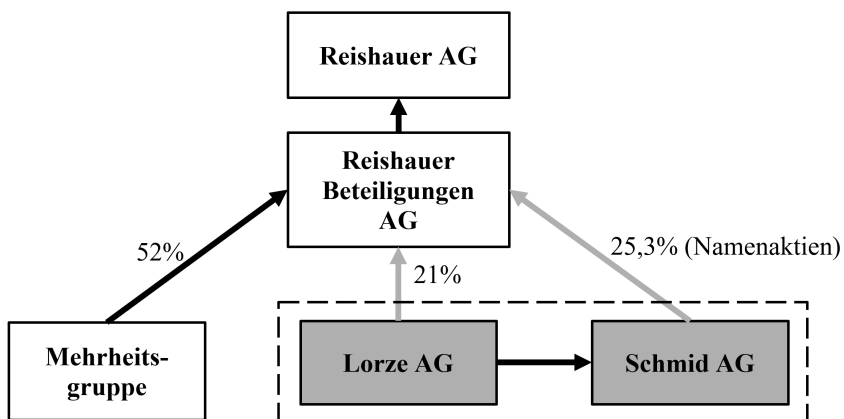 Reishauer AG
Reishauer
Beteiligungen
AG
52%
21%
25,3% (Namenaktien)
Mehrheits-
gruppe
Lorze AG
Schmid AG